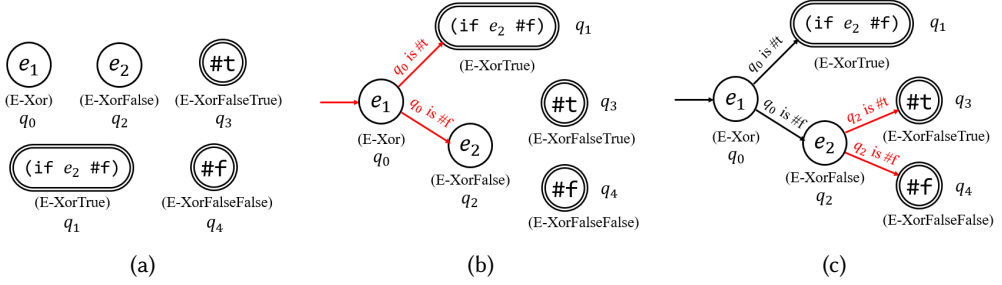 e₁
(E-Xor)
q₀
e₂
(E-XorFalse)
q₂
#t
(E-XorFalseTrue)
q₃
(if e₂ #f)
(E-XorTrue)
q₁
#f
(E-XorFalseFalse)
q₄
(a)
(if e₂ #f)
q₁
(E-XorTrue)
q₀ is #t
e₁
(E-Xor)
q₀
q₀ is #f
e₂
(E-XorFalse)
q₂
#t
q₃
(E-XorFalseTrue)
#f
q₄
(E-XorFalseFalse)
(b)
(if e₂ #f)
q₁
(E-XorTrue)
q₀ is #t
e₁
(E-Xor)
q₀
q₀ is #f
e₂
(E-XorFalse)
q₂
q₂ is #t
#t
q₃
(E-XorFalseTrue)
q₂ is #f
#f
q₄
(E-XorFalseFalse)
(c)